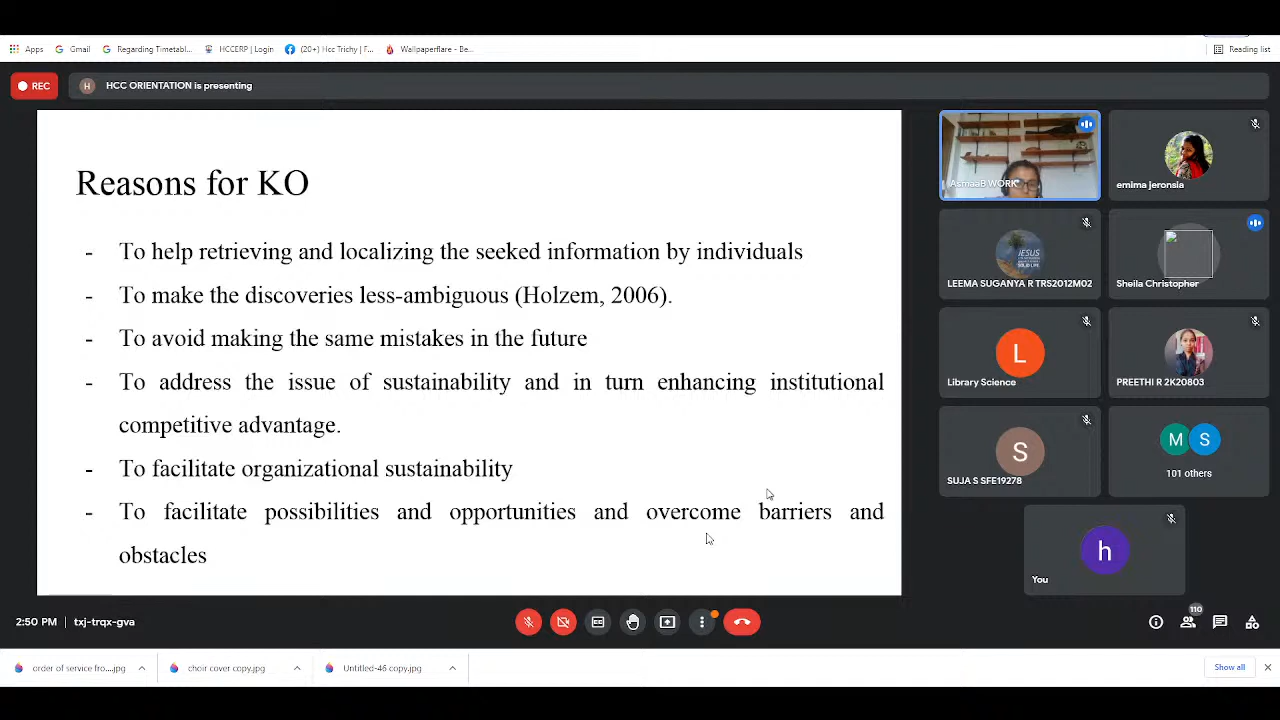 Apps
Gmail
Regarding Timetabl...
HCCERP | Login
(20+) Hcc Trichy | F...
Wallpaperflare - Be...
Reading list
REC
H
HCC ORIENTATION is presenting
Reasons for KO
- To help retrieving and localizing the seeked information by individuals
- To make the discoveries less-ambiguous (Holzem, 2006).
- To avoid making the same mistakes in the future
- To address the issue of sustainability and in turn enhancing institutional
competitive advantage.
- To facilitate organizational sustainability
- To facilitate possibilities and opportunities and overcome barriers and
obstacles
AsmaaB WORK
emima jeronsia
JESUS
LEEMA SUGANYA R TRS2012M02
Sheila Christopher
L
Library Science
PREETHI R 2K20803
S
SUJA S SFE19278
M S
101 others
h
You
2:50 PM | txj-trqx-gva
110
order of service fro....jpg
choir cover copy.jpg
Untitled-46 copy.jpg
Show all